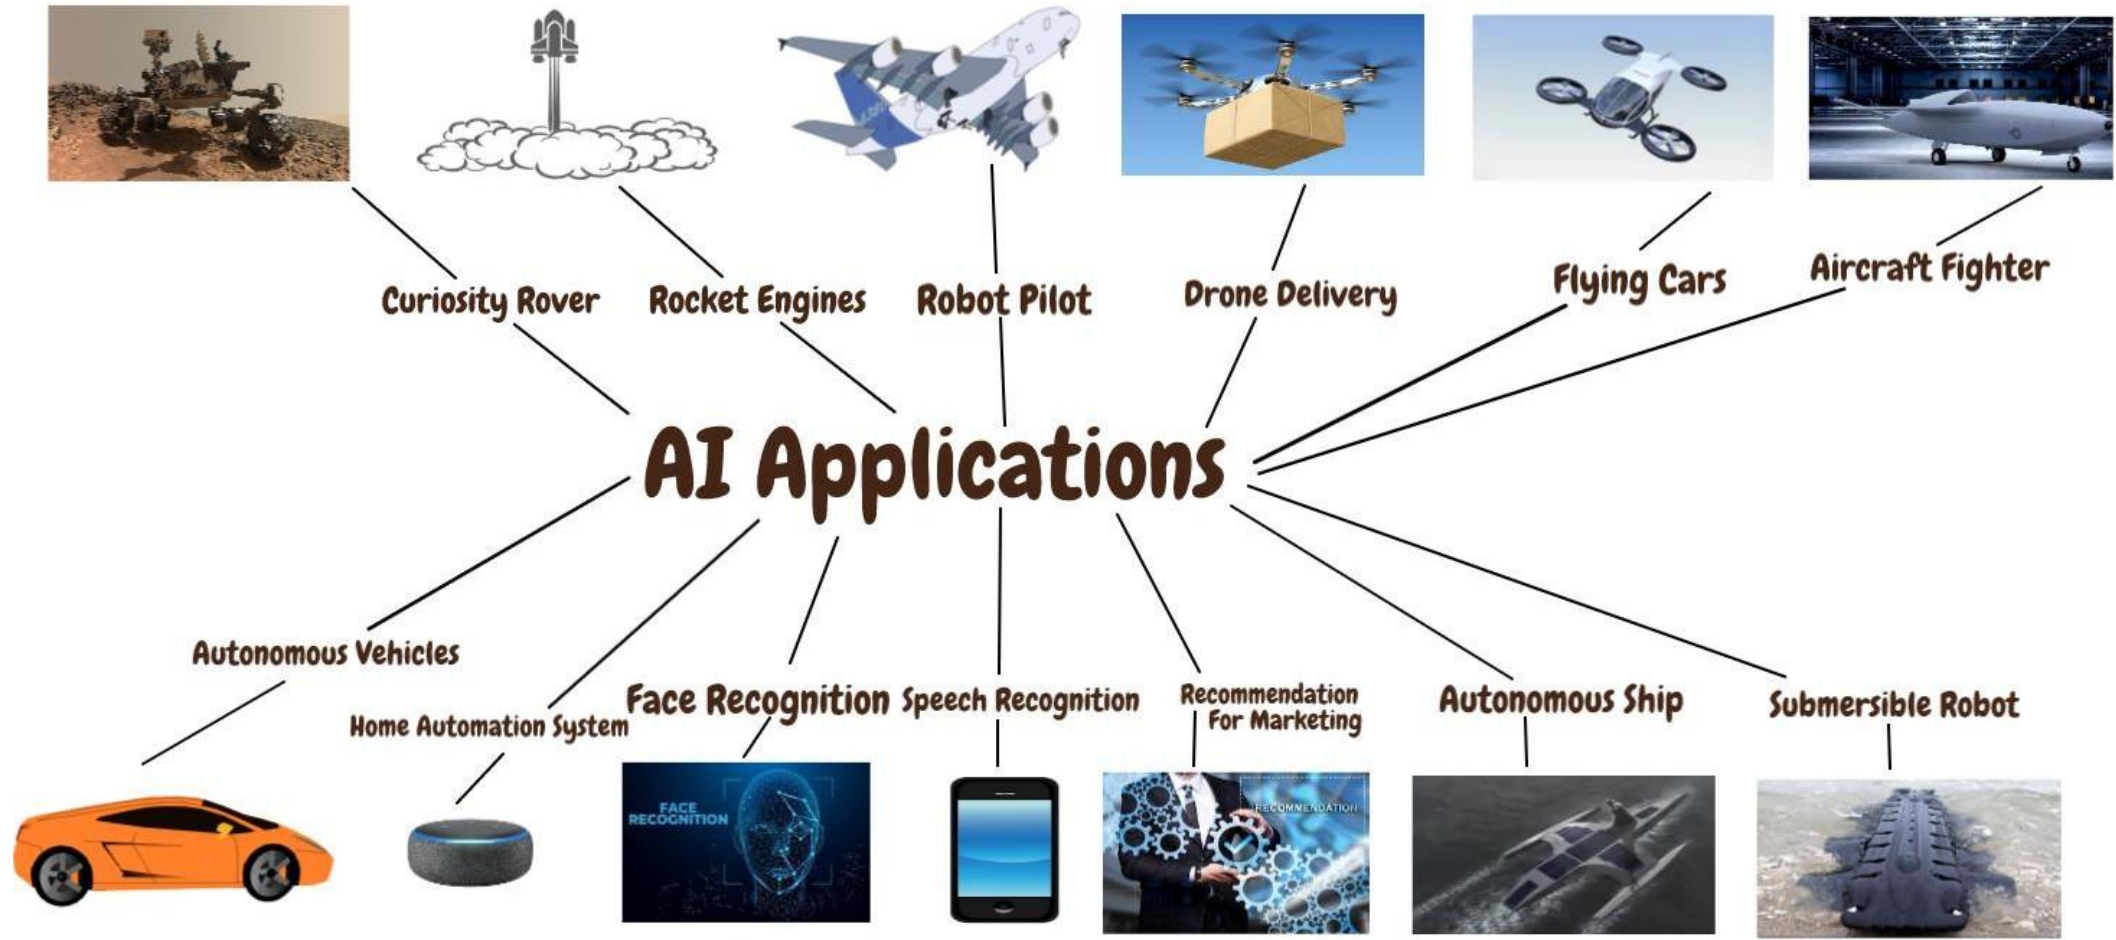 Curiosity Rover
Rocket Engines
Robot Pilot
Drone Delivery
Flying Cars
Aircraft Fighter
AI Applications
Autonomous Vehicles
Home Automation System
Face Recognition
Speech Recognition
Recommendation
For Marketing
Autonomous Ship
Submersible Robot
FACE
RECOGNITION
RECOMMENDATION